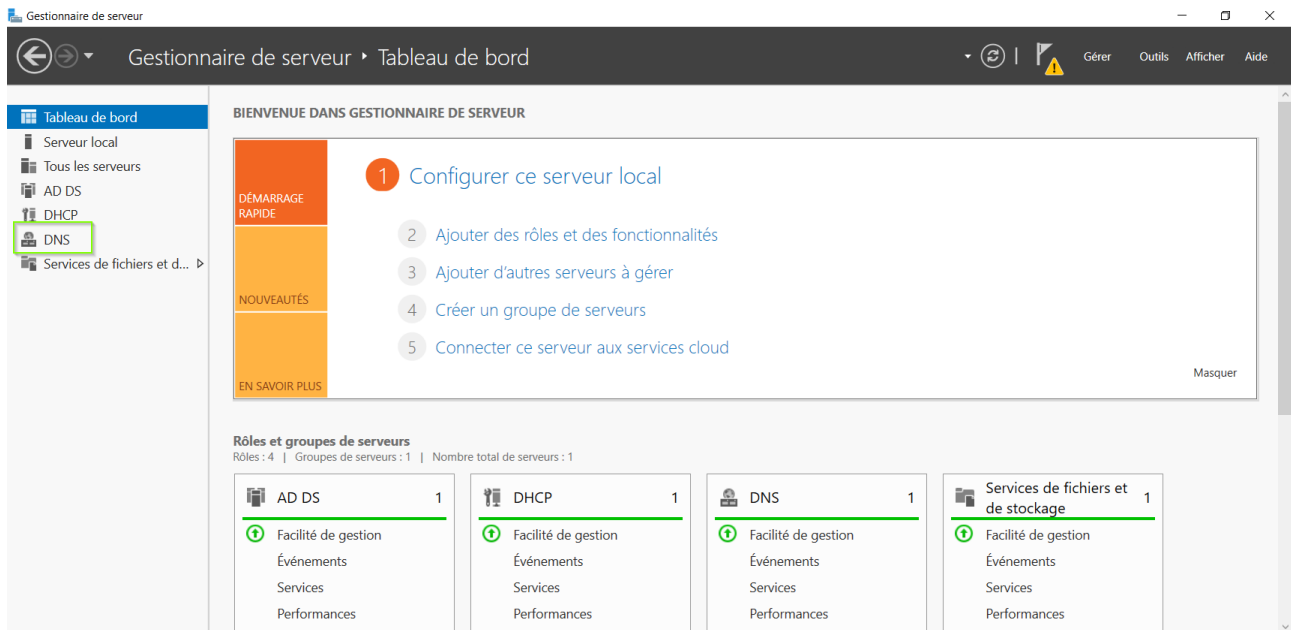 Gestionnaire de serveur
Gestionnaire de serveur Tableau de bord
Gérer Outils Afficher Aide
Tableau de bord
Serveur local
Tous les serveurs
AD DS
DHCP
DNS
Services de fichiers et d...
BIENVENUE DANS GESTIONNAIRE DE SERVEUR
DÉMARRAGE
RAPIDE
NOUVEAUTÉS
EN SAVOIR PLUS
1 Configurer ce serveur local
2 Ajouter des rôles et des fonctionnalités
3 Ajouter d'autres serveurs à gérer
4 Créer un groupe de serveurs
5 Connecter ce serveur aux services cloud
Masquer
Rôles et groupes de serveurs
Rôles : 4 | Groupes de serveurs : 1 | Nombre total de serveurs : 1
AD DS 1
Facilité de gestion
Événements
Services
Performances
DHCP 1
Facilité de gestion
Événements
Services
Performances
DNS 1
Facilité de gestion
Événements
Services
Performances
Services de fichiers et
de stockage 1
Facilité de gestion
Événements
Services
Performances